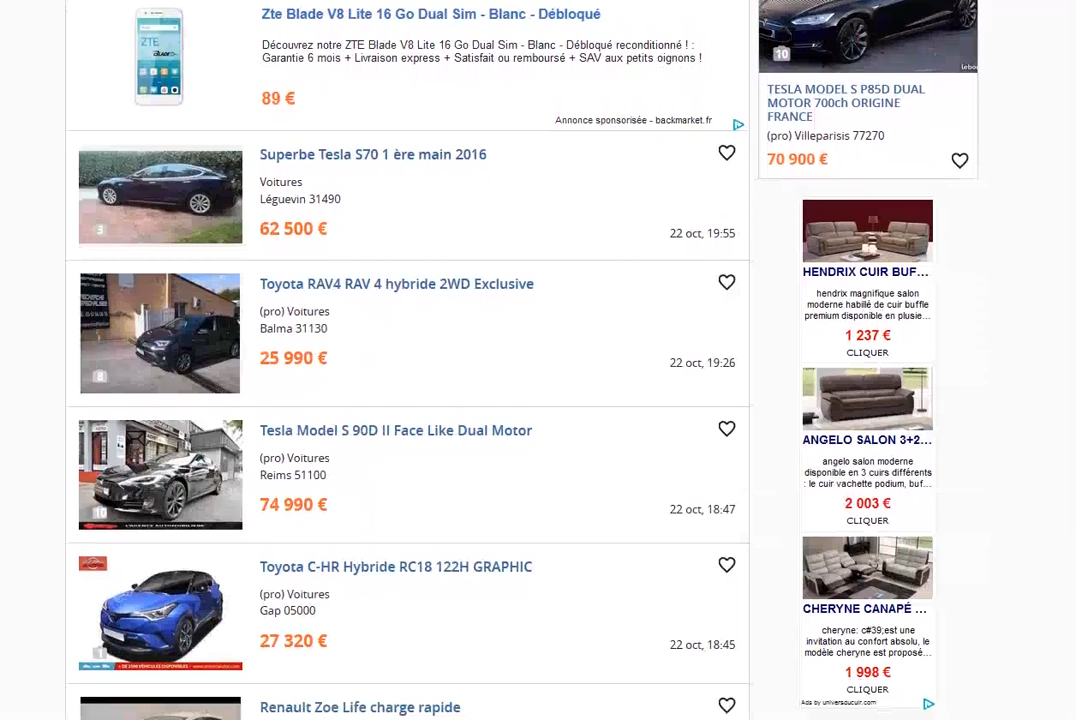 Zte Blade V8 Lite 16 Go Dual Sim - Blanc - Débloqué
Découvrez notre ZTE Blade V8 Lite 16 Go Dual Sim - Blanc - Débloqué reconditionné ! :
Garantie 6 mois + Livraison express + Satisfait ou remboursé + SAV aux petits oignons !
89 €
Annonce sponsorisée - backmarket.fr
Superbe Tesla S70 1 ère main 2016
Voitures
Léguevin 31490
62 500 €
22 oct, 19:55
3
Toyota RAV4 RAV 4 hybride 2WD Exclusive
(pro) Voitures
Balma 31130
25 990 €
22 oct, 19:26
8
Tesla Model S 90D II Face Like Dual Motor
(pro) Voitures
Reims 51100
74 990 €
22 oct, 18:47
10
Toyota C-HR Hybride RC18 122H GRAPHIC
(pro) Voitures
Gap 05000
27 320 €
22 oct, 18:45
1
Renault Zoe Life charge rapide
10
TESLA MODEL S P85D DUAL
MOTOR 700ch ORIGINE
FRANCE
(pro) Villeparisis 77270
70 900 €
HENDRIX CUIR BUF...
hendrix magnifique salon
moderne habillé de cuir buffle
premium disponible en plusie...
1 237 €
CLIQUER
ANGELO SALON 3+2...
angelo salon moderne
disponible en 3 cuirs différents
: le cuir vachette podium, buf...
2 003 €
CLIQUER
CHERYNE CANAPÉ ...
cheryne: c#39;est une
invitation au confort absolu, le
modèle cheryne est proposé...
1 998 €
CLIQUER
Ads by universducuir.com